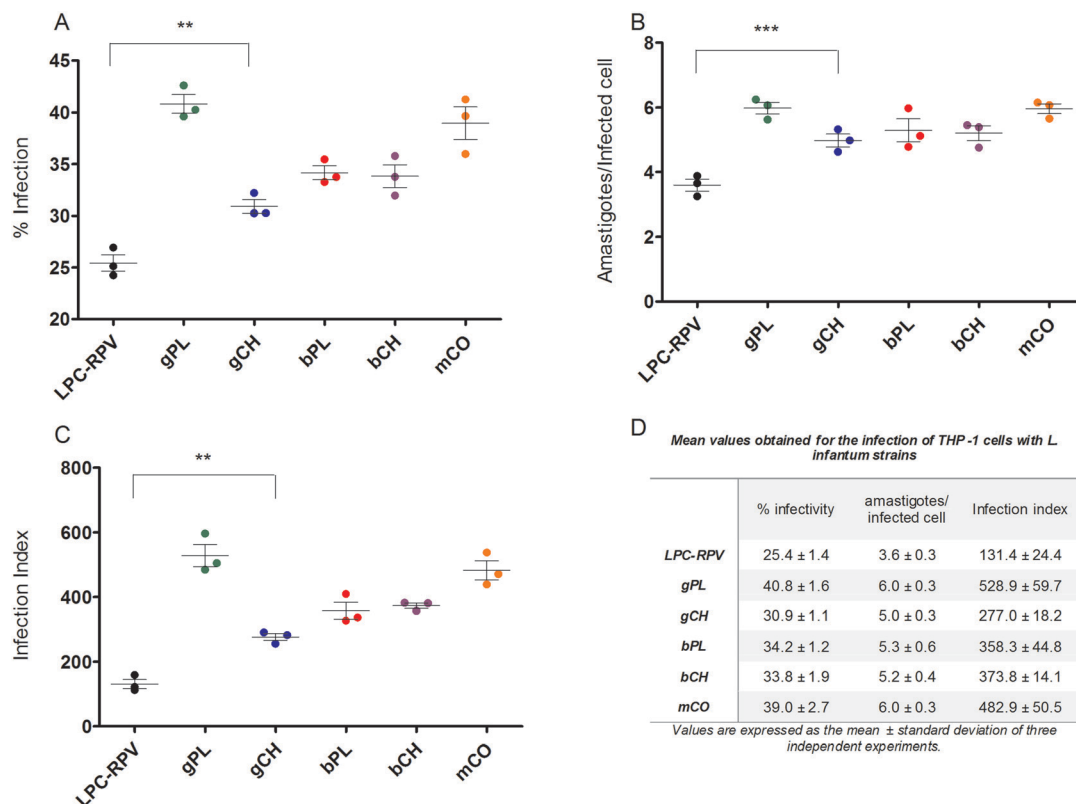 A
**
45
40
35
30
25
20
% Infection
LPC-RPV
gPL
gCH
bPL
bCH
mCO
B
***
8
6
4
2
0
Amastigotes/Infected cell
LPC-RPV
gPL
gCH
bPL
bCH
mCO
C
**
800
600
400
200
0
Infection Index
LPC-RPV
gPL
gCH
bPL
bCH
mCO
D
Mean values obtained for the infection of THP-1 cells with L.
infantum strains
% infectivity amastigotes/ Infection index
infected cell
LPC-RPV 25.4 ± 1.4 3.6 ± 0.3 131.4 ± 24.4
gPL 40.8 ± 1.6 6.0 ± 0.3 528.9 ± 59.7
gCH 30.9 ± 1.1 5.0 ± 0.3 277.0 ± 18.2
bPL 34.2 ± 1.2 5.3 ± 0.6 358.3 ± 44.8
bCH 33.8 ± 1.9 5.2 ± 0.4 373.8 ± 14.1
mCO 39.0 ± 2.7 6.0 ± 0.3 482.9 ± 50.5
Values are expressed as the mean ± standard deviation of three
independent experiments.